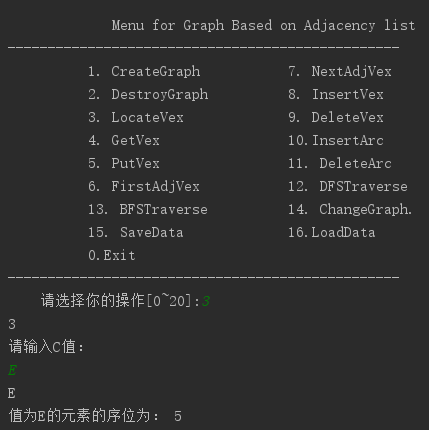 Menu for Graph Based on Adjacency list
-------------------------------------------------
1. CreateGraph 7. NextAdjVex
2. DestroyGraph 8. InsertVex
3. LocateVex 9. DeleteVex
4. GetVex 10.InsertArc
5. PutVex 11. DeleteArc
6. FirstAdjVex 12. DFSTraverse
13. BFSTraverse 14. ChangeGraph.
15. SaveData 16.LoadData
0.Exit
-------------------------------------------------
请选择你的操作[0~20]:3
3
请输入C值:
E
E
值为E的元素的序位为: 5